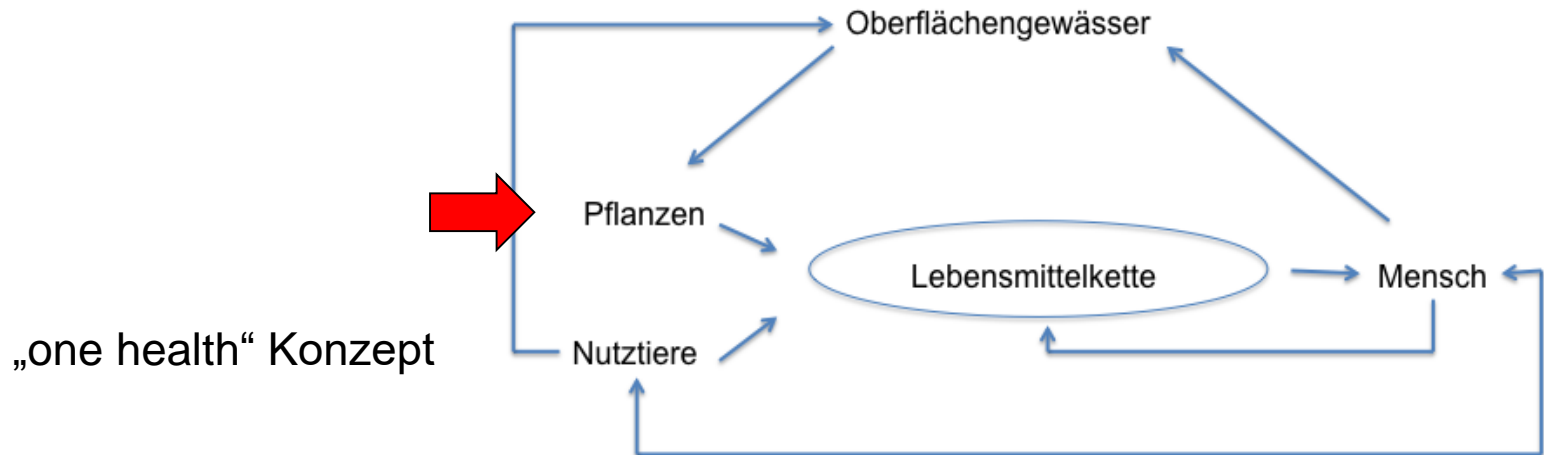 Oberflächengewässer
Pflanzen
Lebensmittelkette
Mensch
„one health“ Konzept
Nutztiere